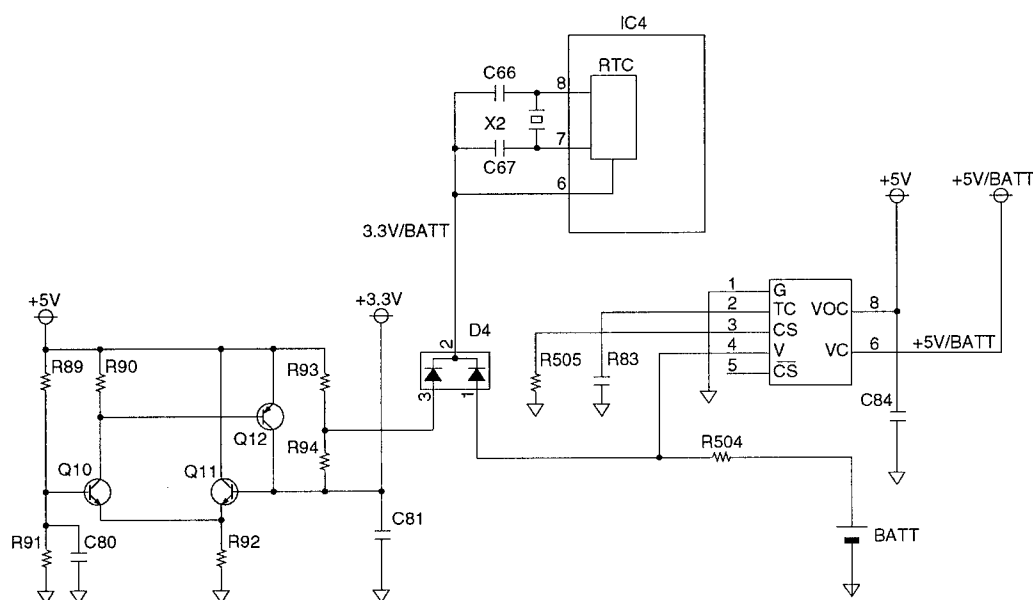 IC4
RTC
C66
8
X2
7
C67
6
3.3V/BATT
+5V
+5V/BATT
1
G
2
TC
VOC
8
3
CS
4
V
VC
6
+5V/BATT
5
CS
R505
R83
C84
R504
BATT
+5V
+3.3V
D4
2
3
1
R89
R90
R93
R94
Q12
Q10
Q11
R91
C80
R92
C81